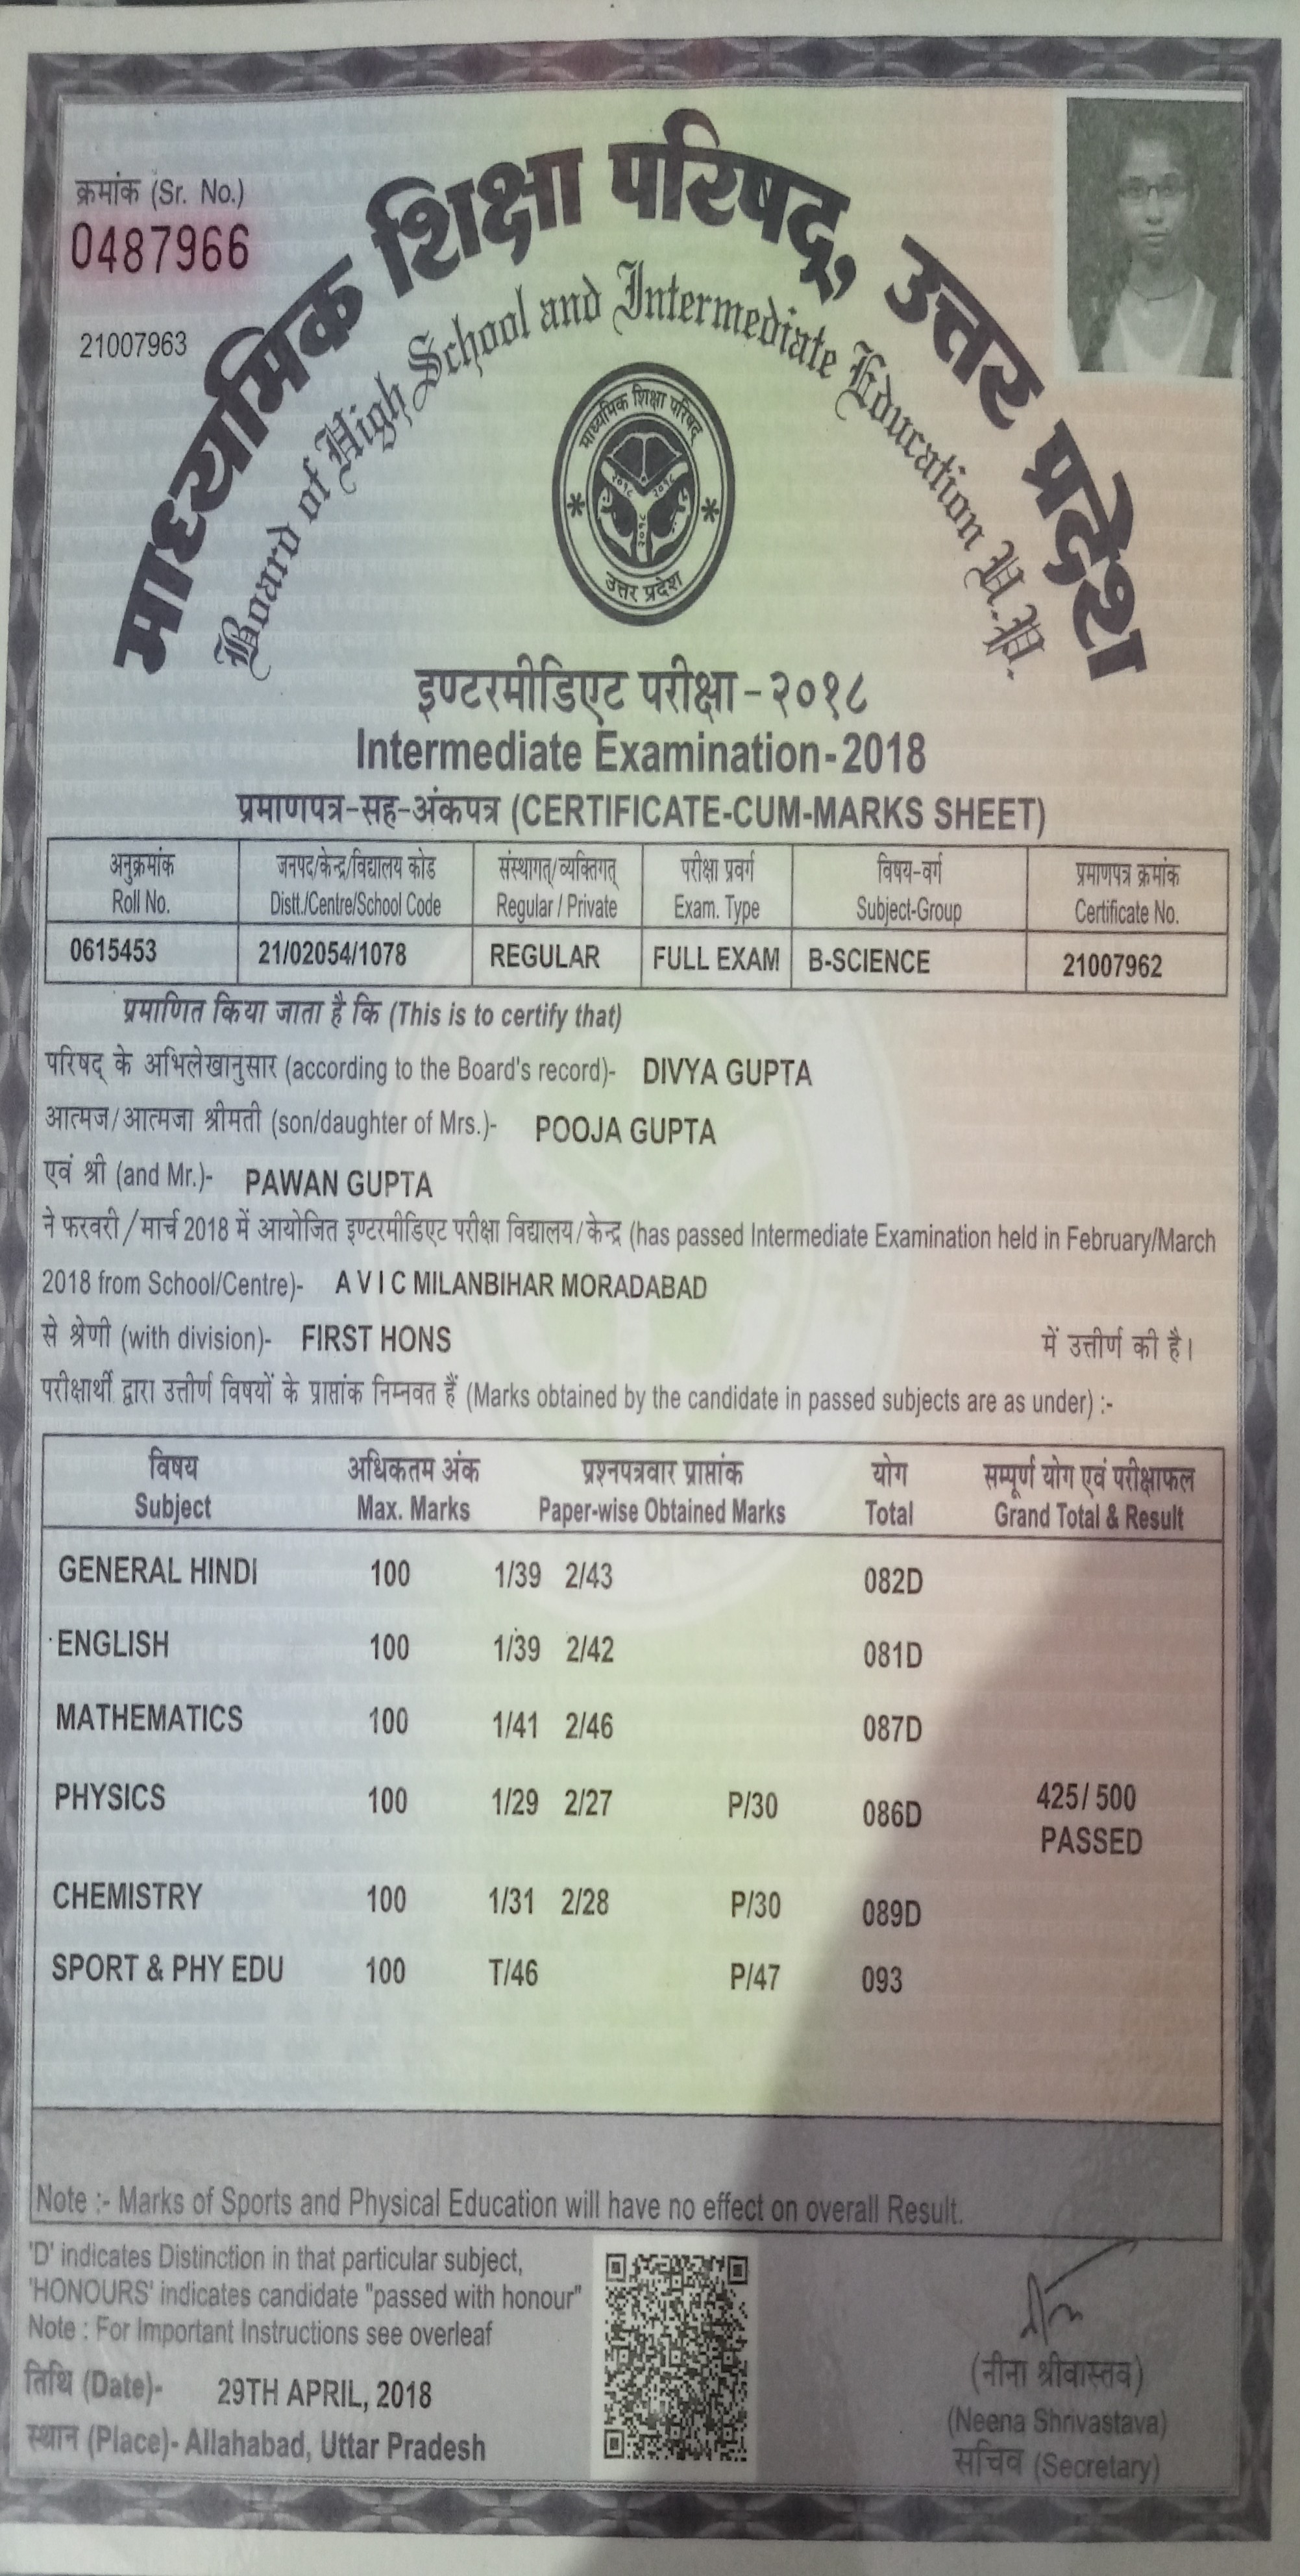 क्रमांक (Sr. No.)
0487966
21007963
माध्यमिक शिक्षा परिषद्, उत्तर प्रदेश
Board of High School and Intermediate Education U.P.
माध्यमिक शिक्षा परिषद्
२०१८ २०१८
२०१८
उत्तर प्रदेश
इण्टरमीडिएट परीक्षा-२०१८
Intermediate Examination-2018
प्रमाणपत्र-सह-अंकपत्र (CERTIFICATE-CUM-MARKS SHEET)
अनुक्रमांक जनपद/केन्द्र/विद्यालय कोड संस्थागत्/व्यक्तिगत् परीक्षा प्रवर्ग विषय-वर्ग प्रमाणपत्र क्रमांक
Roll No. Distt./Centre/School Code Regular / Private Exam. Type Subject-Group Certificate No.
0615453 21/02054/1078 REGULAR FULL EXAM B-SCIENCE 21007962
प्रमाणित किया जाता है कि (This is to certify that)
परिषद् के अभिलेखानुसार (according to the Board's record)- DIVYA GUPTA
आत्मज/आत्मजा श्रीमती (son/daughter of Mrs.)- POOJA GUPTA
एवं श्री (and Mr.)- PAWAN GUPTA
ने फरवरी/मार्च 2018 में आयोजित इण्टरमीडिएट परीक्षा विद्यालय/केन्द्र (has passed Intermediate Examination held in February/March
2018 from School/Centre)- A V I C MILANBIHAR MORADABAD
से श्रेणी (with division)- FIRST HONS में उत्तीर्ण की है।
परीक्षार्थी द्वारा उत्तीर्ण विषयों के प्राप्तांक निम्नवत हैं (Marks obtained by the candidate in passed subjects are as under) :-
विषय अधिकतम अंक प्रश्नपत्रवार प्राप्तांक योग सम्पूर्ण योग एवं परीक्षाफल
Subject Max. Marks Paper-wise Obtained Marks Total Grand Total & Result
GENERAL HINDI 100 1/39 2/43 082D
ENGLISH 100 1/39 2/42 081D
MATHEMATICS 100 1/41 2/46 087D
PHYSICS 100 1/29 2/27 P/30 086D 425/ 500
PASSED
CHEMISTRY 100 1/31 2/28 P/30 089D
SPORT & PHY EDU 100 T/46 P/47 093
Note :- Marks of Sports and Physical Education will have no effect on overall Result.
'D' indicates Distinction in that particular subject,
'HONOURS' indicates candidate "passed with honour"
Note : For Important Instructions see overleaf
तिथि (Date)- 29TH APRIL, 2018
स्थान (Place)- Allahabad, Uttar Pradesh
(नीना श्रीवास्तव)
(Neena Shrivastava)
सचिव (Secretary)